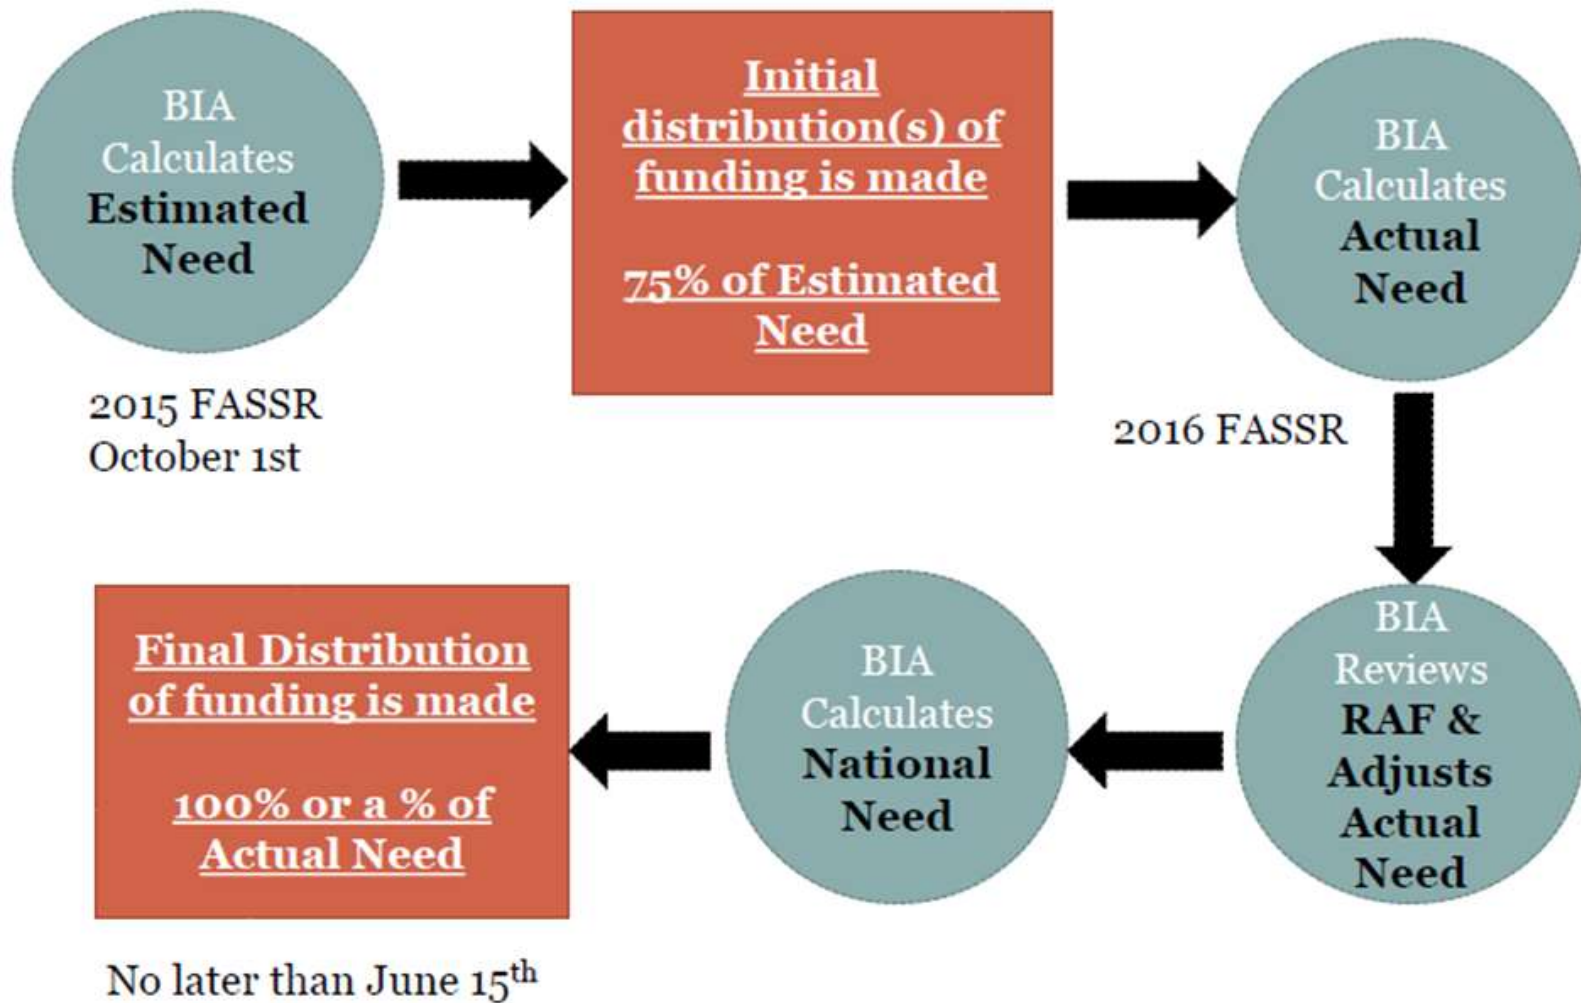 BIA
Calculates
Estimated
Need
2015 FASSR
October 1st
Initial
distribution(s) of
funding is made
75% of Estimated
Need
BIA
Calculates
Actual
Need
2016 FASSR
BIA
Reviews
RAF &
Adjusts
Actual
Need
BIA
Calculates
National
Need
Final Distribution
of funding is made
100% or a % of
Actual Need
No later than June 15th